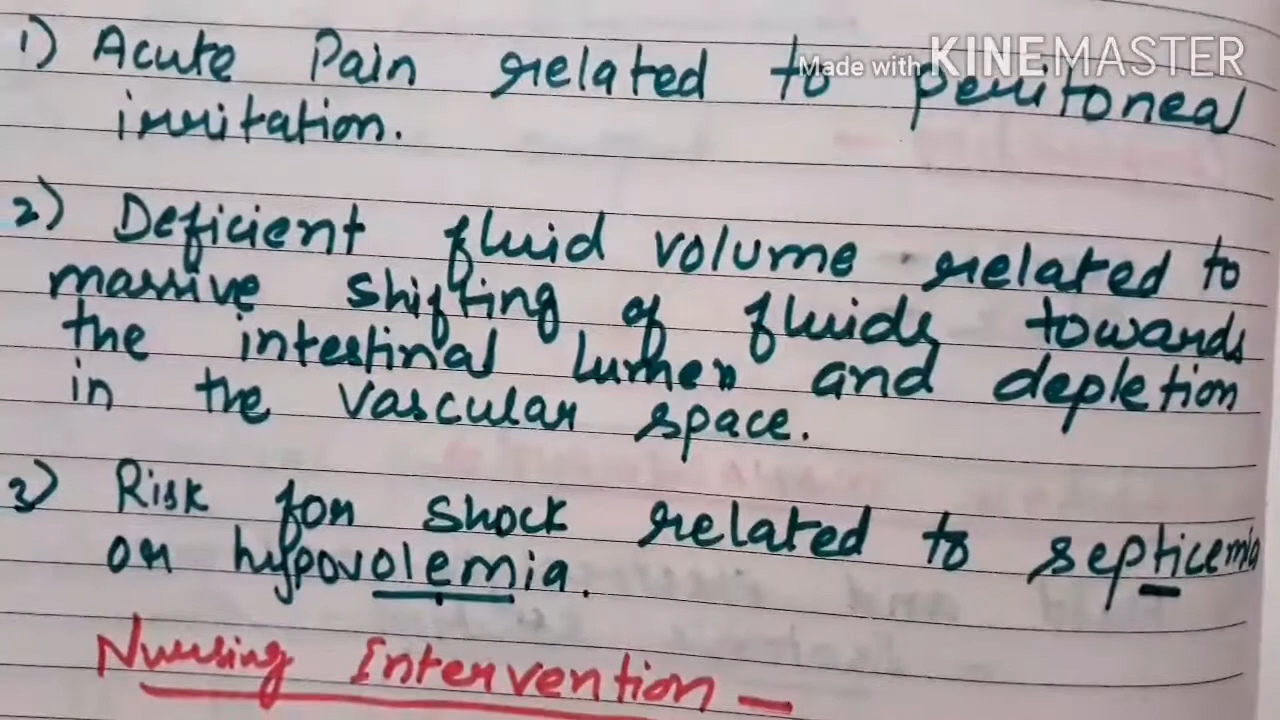 Made with KINEMASTER
1) Acute Pain related to peritoneal
irritation.
2) Deficient fluid volume related to
massive shifting of fluids towards
the intestinal lumen and depletion
in the vascular space.
3) Risk for shock related to septicemia
or hypovolemia.
Nursing Intervention -